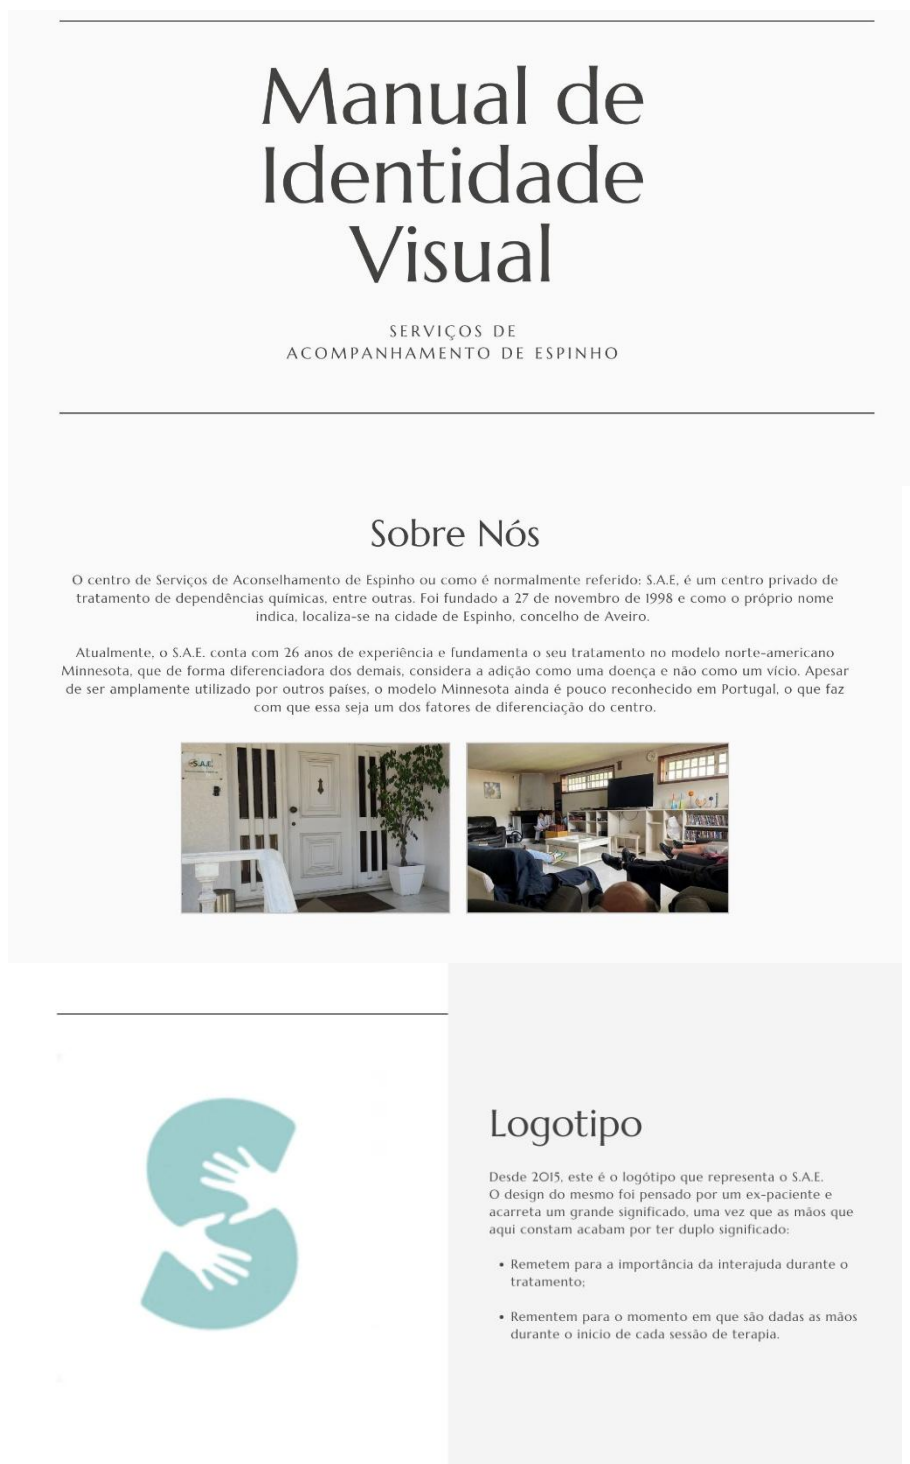 Manual de
Identidade
Visual
SERVIÇOS DE
ACOMPANHAMENTO DE ESPINHO
Sobre Nós
O centro de Serviços de Aconselhamento de Espinho ou como é normalmente referido: S.A.E, é um centro privado de
tratamento de dependências químicas, entre outras. Foi fundado a 27 de novembro de 1998 e como o próprio nome
indica, localiza-se na cidade de Espinho, concelho de Aveiro.
Atualmente, o S.A.E. conta com 26 anos de experiência e fundamenta o seu tratamento no modelo norte-americano
Minnesota, que de forma diferenciadora dos demais, considera a adição como uma doença e não como um vício. Apesar
de ser amplamente utilizado por outros países, o modelo Minnesota ainda é pouco reconhecido em Portugal, o que faz
com que essa seja um dos fatores de diferenciação do centro.
S.A.E.
Logotipo
Desde 2015, este é o logótipo que representa o S.A.E.
O design do mesmo foi pensado por um ex-paciente e
acarreta um grande significado, uma vez que as mãos que
aqui constam acabam por ter duplo significado:
• Remetem para a importância da interajuda durante o
tratamento;
• Rementem para o momento em que são dadas as mãos
durante o inicio de cada sessão de terapia.